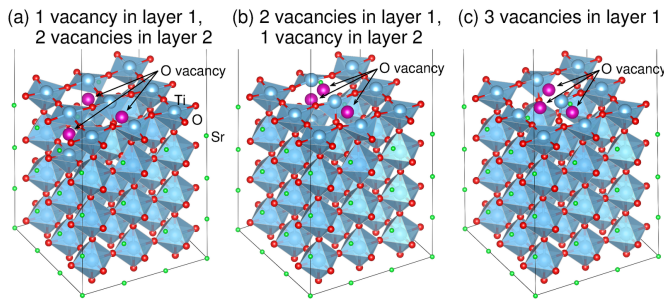 (a) 1 vacancy in layer 1,
2 vacancies in layer 2
O vacancy
Ti
O
Sr
(b) 2 vacancies in layer 1,
1 vacancy in layer 2
O vacancy
(c) 3 vacancies in layer 1
O vacancy